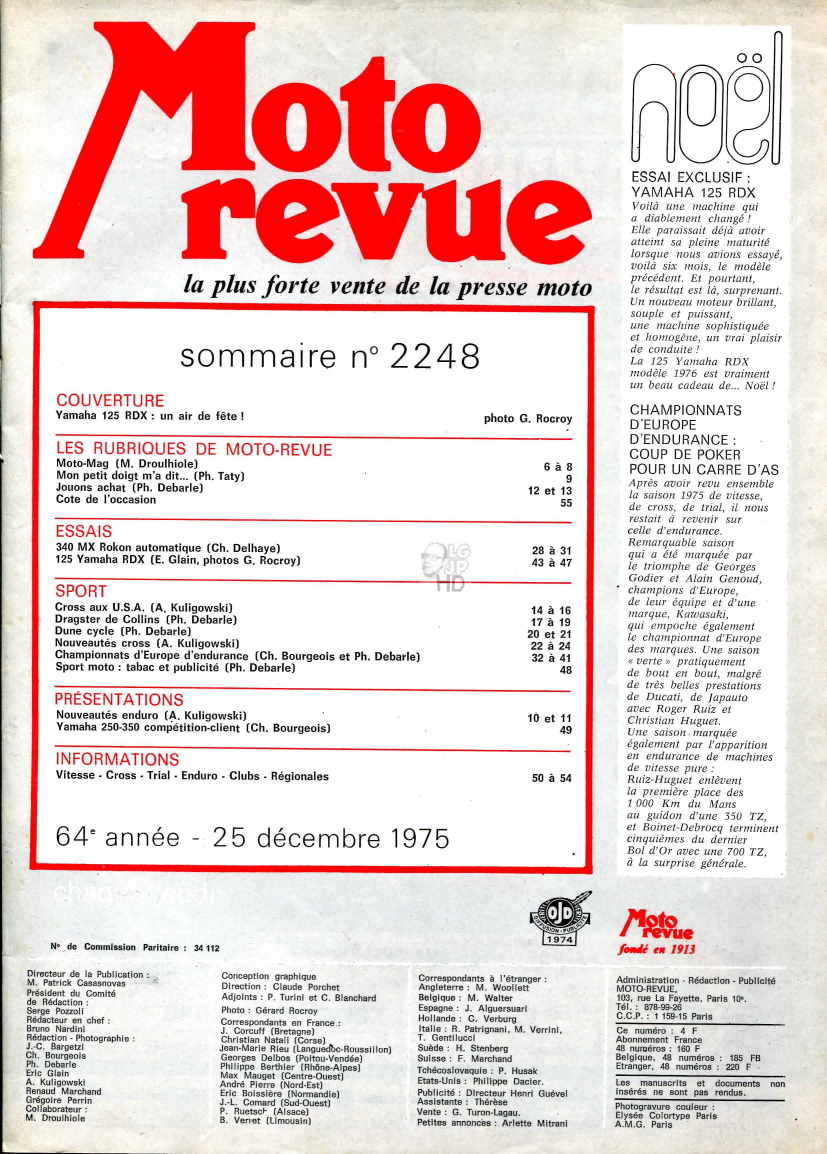 Moto
revue
la plus forte vente de la presse moto
sommaire n° 2248
COUVERTURE
Yamaha 125 RDX : un air de fête ! photo G. Rocroy
LES RUBRIQUES DE MOTO-REVUE
Moto-Mag (M. Droulhiole) 6 à 8
Mon petit doigt m'a dit... (Ph. Taty) 9
Jouons achat (Ph. Debarle) 12 et 13
Cote de l'occasion 55
ESSAIS
340 MX Rokon automatique (Ch. Delhaye) 28 à 31
125 Yamaha RDX (E. Glain, photos G. Rocroy) 43 à 47
SPORT
Cross aux U.S.A. (A. Kuligowski) 14 à 16
Dragster de Collins (Ph. Debarle) 17 à 19
Dune cycle (Ph. Debarle) 20 et 21
Nouveautés cross (A. Kuligowski) 22 à 24
Championnats d'Europe d'endurance (Ch. Bourgeois et Ph. Debarle) 32 à 41
Sport moto : tabac et publicité (Ph. Debarle) 48
PRÉSENTATIONS
Nouveautés enduro (A. Kuligowski) 10 et 11
Yamaha 250-350 compétition-client (Ch. Bourgeois) 49
INFORMATIONS
Vitesse - Cross - Trial - Enduro - Clubs - Régionales 50 à 54
64e année - 25 décembre 1975
noël
ESSAI EXCLUSIF :
YAMAHA 125 RDX
Voilà une machine qui
a diablement changé !
Elle paraissait déjà avoir
atteint sa pleine maturité
lorsque nous avions essayé,
voilà six mois, le modèle
précédent. Et pourtant,
le résultat est là, surprenant.
Un nouveau moteur brillant,
souple et puissant,
une machine sophistiquée
et homogène, un vrai plaisir
de conduite !
La 125 Yamaha RDX
modèle 1976 est vraiment
un beau cadeau de... Noël !
CHAMPIONNATS
D'EUROPE
D'ENDURANCE :
COUP DE POKER
POUR UN CARRE D'AS
Après avoir revu ensemble
la saison 1975 de vitesse,
de cross, de trial, il nous
restait à revenir sur
celle d'endurance.
Remarquable saison
qui a été marquée par
le triomphe de Georges
Godier et Alain Genoud,
champions d'Europe,
de leur équipe et d'une
marque, Kawasaki,
qui empoche également
le championnat d'Europe
des marques. Une saison
« verte » pratiquement
de bout en bout, malgré
de très belles prestations
de Ducati, de Japauto
avec Roger Ruiz et
Christian Huguet.
Une saison marquée
également par l'apparition
en endurance de machines
de vitesse pure :
Ruiz-Huguet enlèvent
la première place des
1 000 Km du Mans
au guidon d'une 350 TZ,
et Boinet-Debrocq terminent
cinquièmes du dernier
Bol d'Or avec une 700 TZ,
à la surprise générale.
LG
JP
HD
OJD
DIFFUSION - PUBLICITÉ
1974
Moto
revue
fondé en 1913
N° de Commission Paritaire : 34 112
Directeur de la Publication :
M. Patrick Casasnovas
Président du Comité
de Rédaction :
Serge Pozzoli
Rédacteur en chef :
Bruno Nardini
Rédaction - Photographie :
J.-C. Bargetzi
Ch. Bourgeois
Ph. Debarle
Eric Glain
A. Kuligowski
Renaud Marchand
Grégoire Perrin
Collaborateur :
M. Droulhiole
Conception graphique
Direction : Claude Porchet
Adjoints : P. Turini et C. Blanchard
Photo : Gérard Rocroy
Correspondants en France :
J. Corcuff (Bretagne)
Christian Natali (Corse)
Jean-Marie Rieu (Languedoc-Roussillon)
Georges Delbos (Poitou-Vendée)
Philippe Berthier (Rhône-Alpes)
Max Mauget (Centre-Ouest)
André Pierre (Nord-Est)
Eric Boissière (Normandie)
J.-L. Comard (Sud-Ouest)
P. Ruetsch (Alsace)
B. Verret (Limousin)
Correspondants à l'étranger :
Angleterre : M. Woollett
Belgique : M. Walter
Espagne : J. Alguersuari
Hollande : C. Verburg
Italie : R. Patrignani, M. Verrini,
T. Gentilucci
Suède : H. Stenberg
Suisse : F. Marchand
Tchécoslovaquie : P. Husak
Etats-Unis : Philippe Dacier.
Publicité : Directeur Henri Guével
Assistante : Thérèse
Vente : G. Turon-Lagau.
Petites annonces : Arlette Mitrani
Administration - Rédaction - Publicité
MOTO-REVUE,
103, rue La Fayette, Paris 10e.
Tél. : 878-99-26
C.C.P. : 1 159-15 Paris
Ce numéro : 4 F
Abonnement France
48 numéros : 160 F
Belgique, 48 numéros : 185 FB
Etranger, 48 numéros : 220 F
Les manuscrits et documents non
insérés ne sont pas rendus.
Photogravure couleur :
Elysée Colortype Paris
A.M.G. Paris